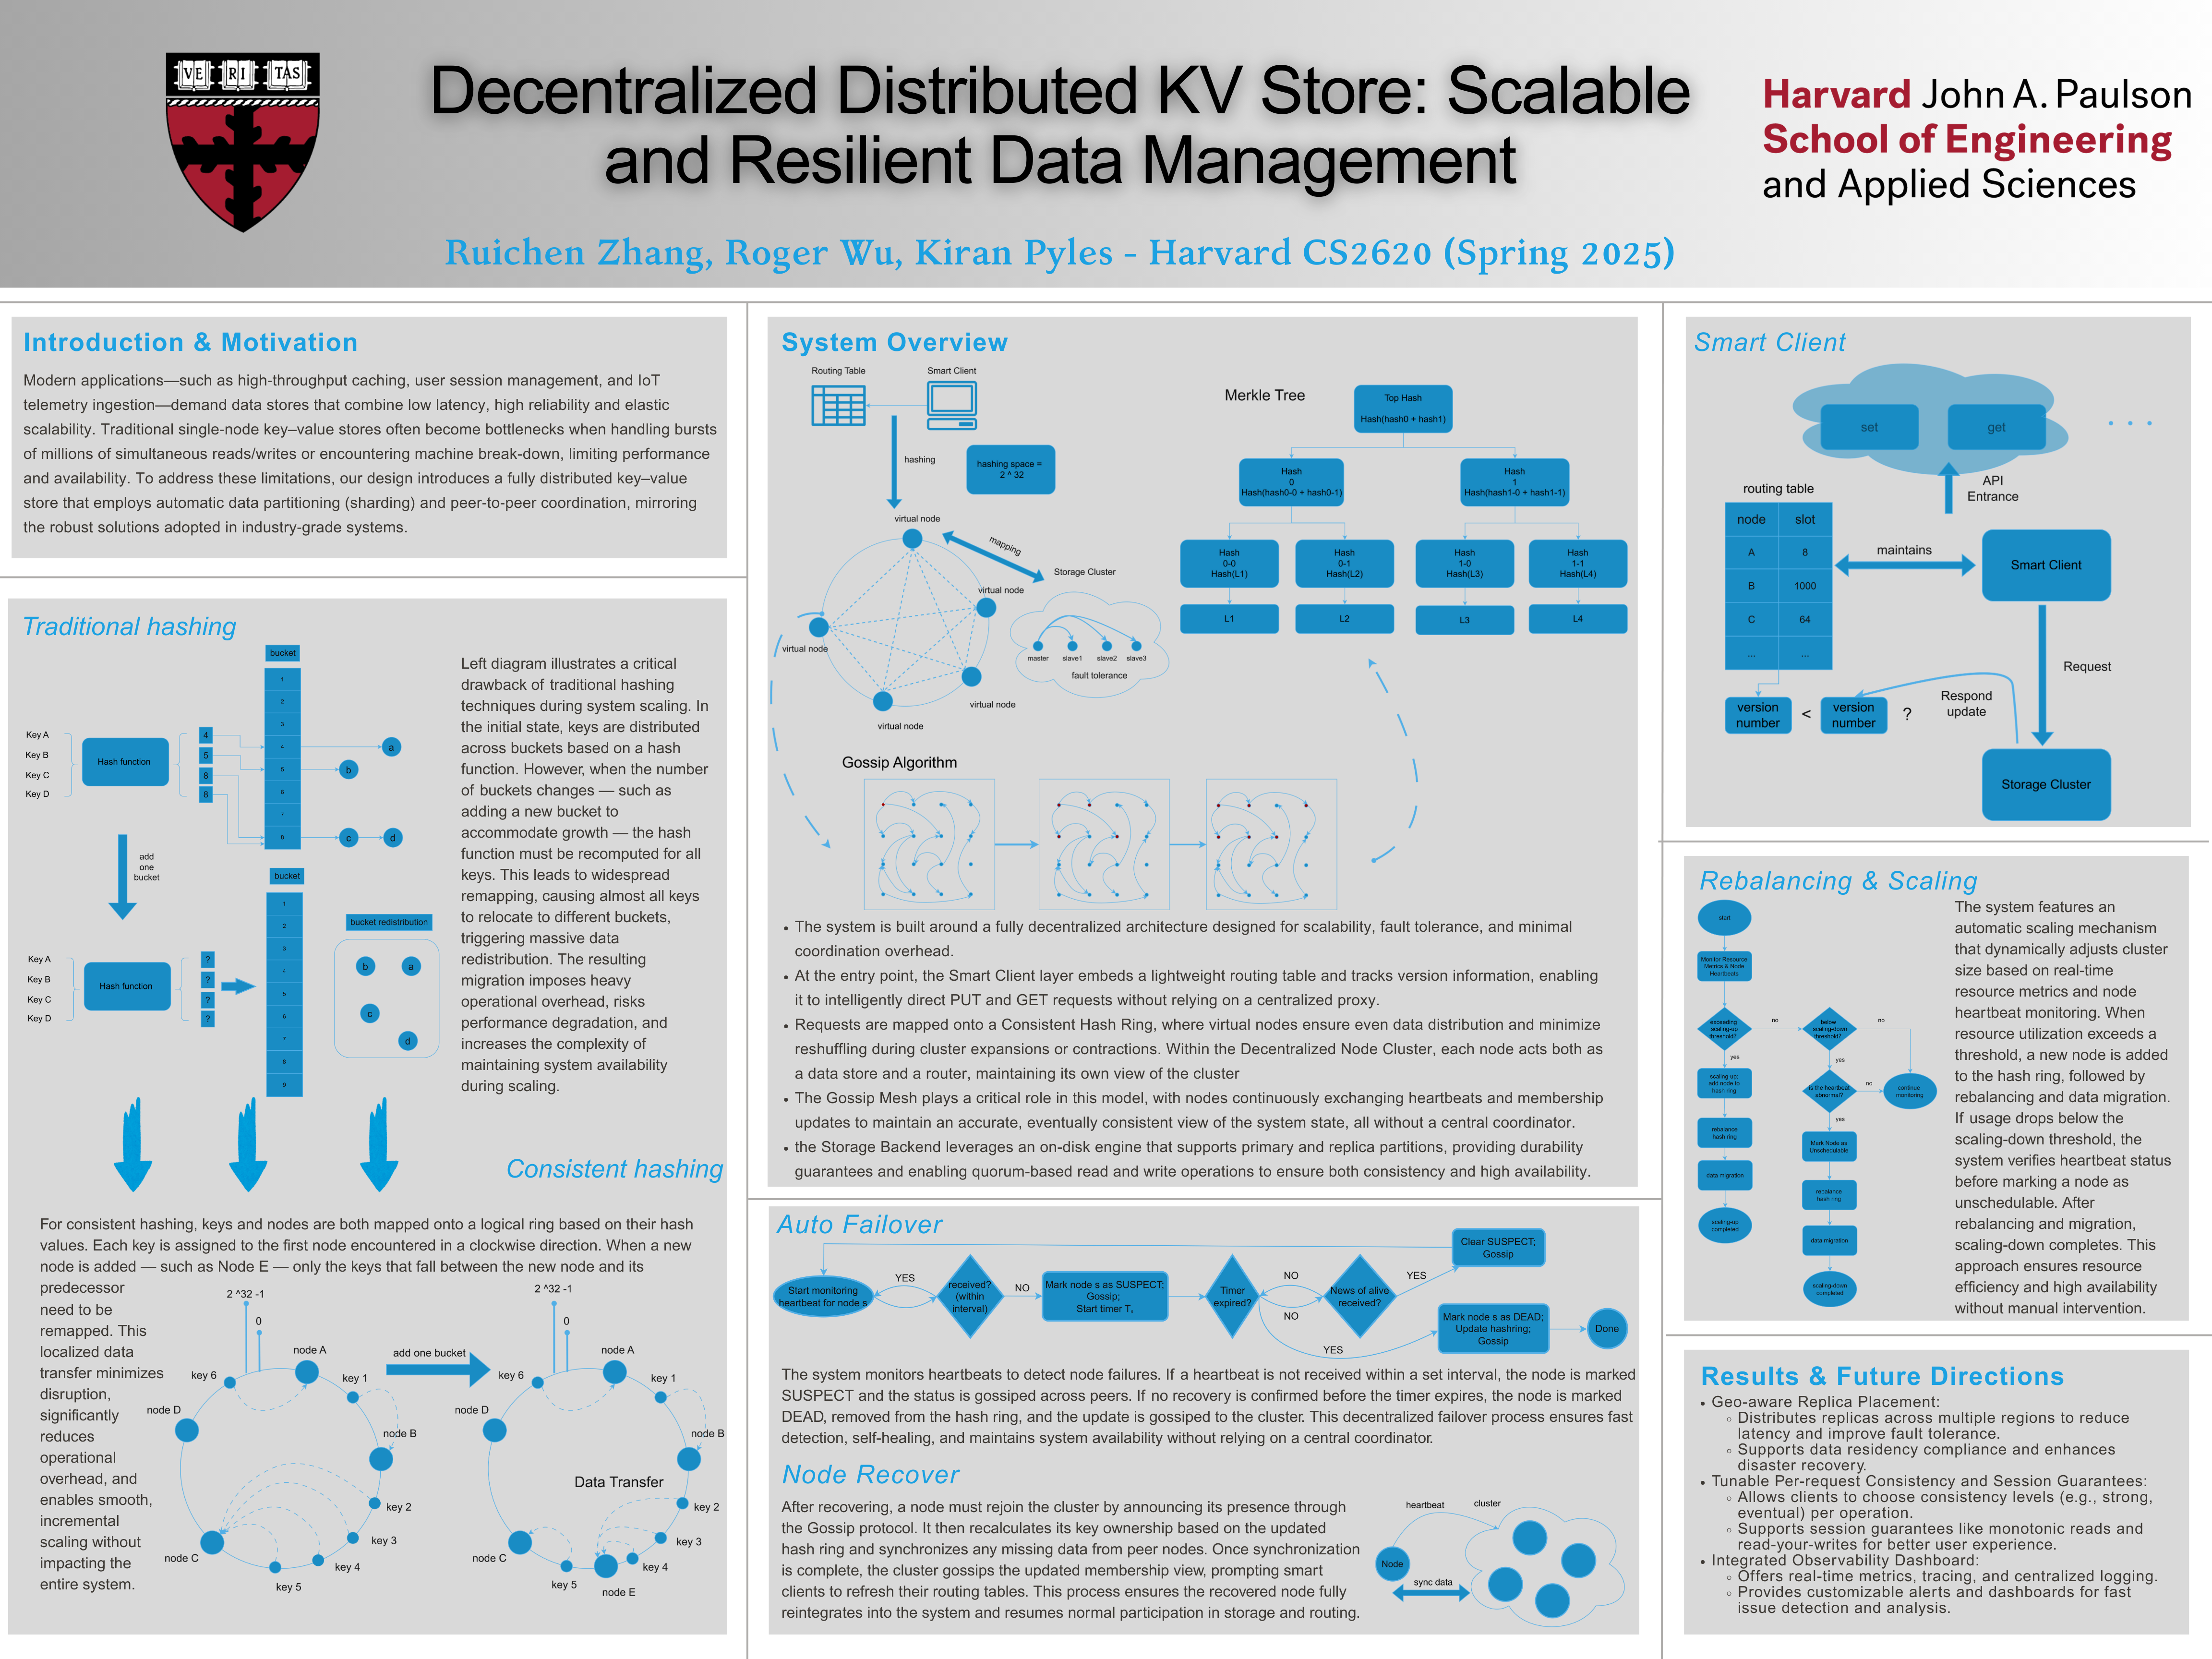 VE RI TAS
Decentralized Distributed KV Store: Scalable
and Resilient Data Management
Ruichen Zhang, Roger Wu, Kiran Pyles - Harvard CS2620 (Spring 2025)
Harvard John A. Paulson
School of Engineering
and Applied Sciences
Introduction & Motivation
Modern applications—such as high-throughput caching, user session management, and IoT
telemetry ingestion—demand data stores that combine low latency, high reliability and elastic
scalability. Traditional single-node key–value stores often become bottlenecks when handling bursts
of millions of simultaneous reads/writes or encountering machine break-down, limiting performance
and availability. To address these limitations, our design introduces a fully distributed key–value
store that employs automatic data partitioning (sharding) and peer-to-peer coordination, mirroring
the robust solutions adopted in industry-grade systems.
Traditional hashing
bucket
1
2
3
4
5
6
7
8
Key A
Key B
Key C
Key D
Hash function
4
5
8
8
a
b
c
d
add
one
bucket
bucket
1
2
3
4
5
6
7
8
9
Key A
Key B
Key C
Key D
Hash function
?
?
?
?
bucket redistribution
b
a
c
d
Left diagram illustrates a critical
drawback of traditional hashing
techniques during system scaling. In
the initial state, keys are distributed
across buckets based on a hash
function. However, when the number
of buckets changes — such as
adding a new bucket to
accommodate growth — the hash
function must be recomputed for all
keys. This leads to widespread
remapping, causing almost all keys
to relocate to different buckets,
triggering massive data
redistribution. The resulting
migration imposes heavy
operational overhead, risks
performance degradation, and
increases the complexity of
maintaining system availability
during scaling.
Consistent hashing
For consistent hashing, keys and nodes are both mapped onto a logical ring based on their hash
values. Each key is assigned to the first node encountered in a clockwise direction. When a new
node is added — such as Node E — only the keys that fall between the new node and its
predecessor
need to be
remapped. This
localized data
transfer minimizes
disruption,
significantly
reduces
operational
overhead, and
enables smooth,
incremental
scaling without
impacting the
entire system.
2 ^32 -1
0
node A
key 6
key 1
node D
node B
key 2
key 3
node C
key 4
key 5
add one bucket
2 ^32 -1
0
node A
key 6
key 1
node D
node B
Data Transfer
key 2
key 3
node C
key 4
key 5
node E
System Overview
Routing Table
Smart Client
hashing
hashing space =
2 ^ 32
virtual node
mapping
Storage Cluster
virtual node
virtual node
master
slave1
slave2
slave3
fault tolerance
virtual node
virtual node
Merkle Tree
Top Hash
Hash(hash0 + hash1)
Hash
0
Hash(hash0-0 + hash0-1)
Hash
1
Hash(hash1-0 + hash1-1)
Hash
0-0
Hash(L1)
Hash
0-1
Hash(L2)
Hash
1-0
Hash(L3)
Hash
1-1
Hash(L4)
L1
L2
L3
L4
Gossip Algorithm
• The system is built around a fully decentralized architecture designed for scalability, fault tolerance, and minimal
coordination overhead.
• At the entry point, the Smart Client layer embeds a lightweight routing table and tracks version information, enabling
it to intelligently direct PUT and GET requests without relying on a centralized proxy.
• Requests are mapped onto a Consistent Hash Ring, where virtual nodes ensure even data distribution and minimize
reshuffling during cluster expansions or contractions. Within the Decentralized Node Cluster, each node acts both as
a data store and a router, maintaining its own view of the cluster
• The Gossip Mesh plays a critical role in this model, with nodes continuously exchanging heartbeats and membership
updates to maintain an accurate, eventually consistent view of the system state, all without a central coordinator.
• the Storage Backend leverages an on-disk engine that supports primary and replica partitions, providing durability
guarantees and enabling quorum-based read and write operations to ensure both consistency and high availability.
Auto Failover
Start monitoring
heartbeat for node s
YES
received?
(within
interval)
NO
Mark node s as SUSPECT;
Gossip;
Start timer T,
Timer
expired?
NO
NO
News of alive
received?
YES
Clear SUSPECT;
Gossip
YES
Mark node s as DEAD;
Update hashring;
Gossip
Done
The system monitors heartbeats to detect node failures. If a heartbeat is not received within a set interval, the node is marked
SUSPECT and the status is gossiped across peers. If no recovery is confirmed before the timer expires, the node is marked
DEAD, removed from the hash ring, and the update is gossiped to the cluster. This decentralized failover process ensures fast
detection, self-healing, and maintains system availability without relying on a central coordinator.
Node Recover
After recovering, a node must rejoin the cluster by announcing its presence through
the Gossip protocol. It then recalculates its key ownership based on the updated
hash ring and synchronizes any missing data from peer nodes. Once synchronization
is complete, the cluster gossips the updated membership view, prompting smart
clients to refresh their routing tables. This process ensures the recovered node fully
reintegrates into the system and resumes normal participation in storage and routing.
heartbeat
cluster
Node
sync data
Smart Client
set
get
. . .
API
Entrance
routing table
node slot
A 8
B 1000
C 64
... ...
maintains
Smart Client
Request
version
number
<
version
number
?
Respond
update
Storage Cluster
Rebalancing & Scaling
start
Monitor Resource
Metrics & Node
Heartbeats
exceeding
scaling-up
threshold?
no
below
scaling-down
threshold?
no
yes
yes
scaling-up:
add node to
hash ring
is the heartbeat
abnormal?
no
continue
monitoring
yes
rebalance
hash ring
Mark Node as
Unschedulable
data migration
rebalance
hash ring
scaling-up
completed
data migration
scaling-down
completed
The system features an
automatic scaling mechanism
that dynamically adjusts cluster
size based on real-time
resource metrics and node
heartbeat monitoring. When
resource utilization exceeds a
threshold, a new node is added
to the hash ring, followed by
rebalancing and data migration.
If usage drops below the
scaling-down threshold, the
system verifies heartbeat status
before marking a node as
unschedulable. After
rebalancing and migration,
scaling-down completes. This
approach ensures resource
efficiency and high availability
without manual intervention.
Results & Future Directions
• Geo-aware Replica Placement:
◦ Distributes replicas across multiple regions to reduce
latency and improve fault tolerance.
◦ Supports data residency compliance and enhances
disaster recovery.
• Tunable Per-request Consistency and Session Guarantees:
◦ Allows clients to choose consistency levels (e.g., strong,
eventual) per operation.
◦ Supports session guarantees like monotonic reads and
read-your-writes for better user experience.
• Integrated Observability Dashboard:
◦ Offers real-time metrics, tracing, and centralized logging.
◦ Provides customizable alerts and dashboards for fast
issue detection and analysis.